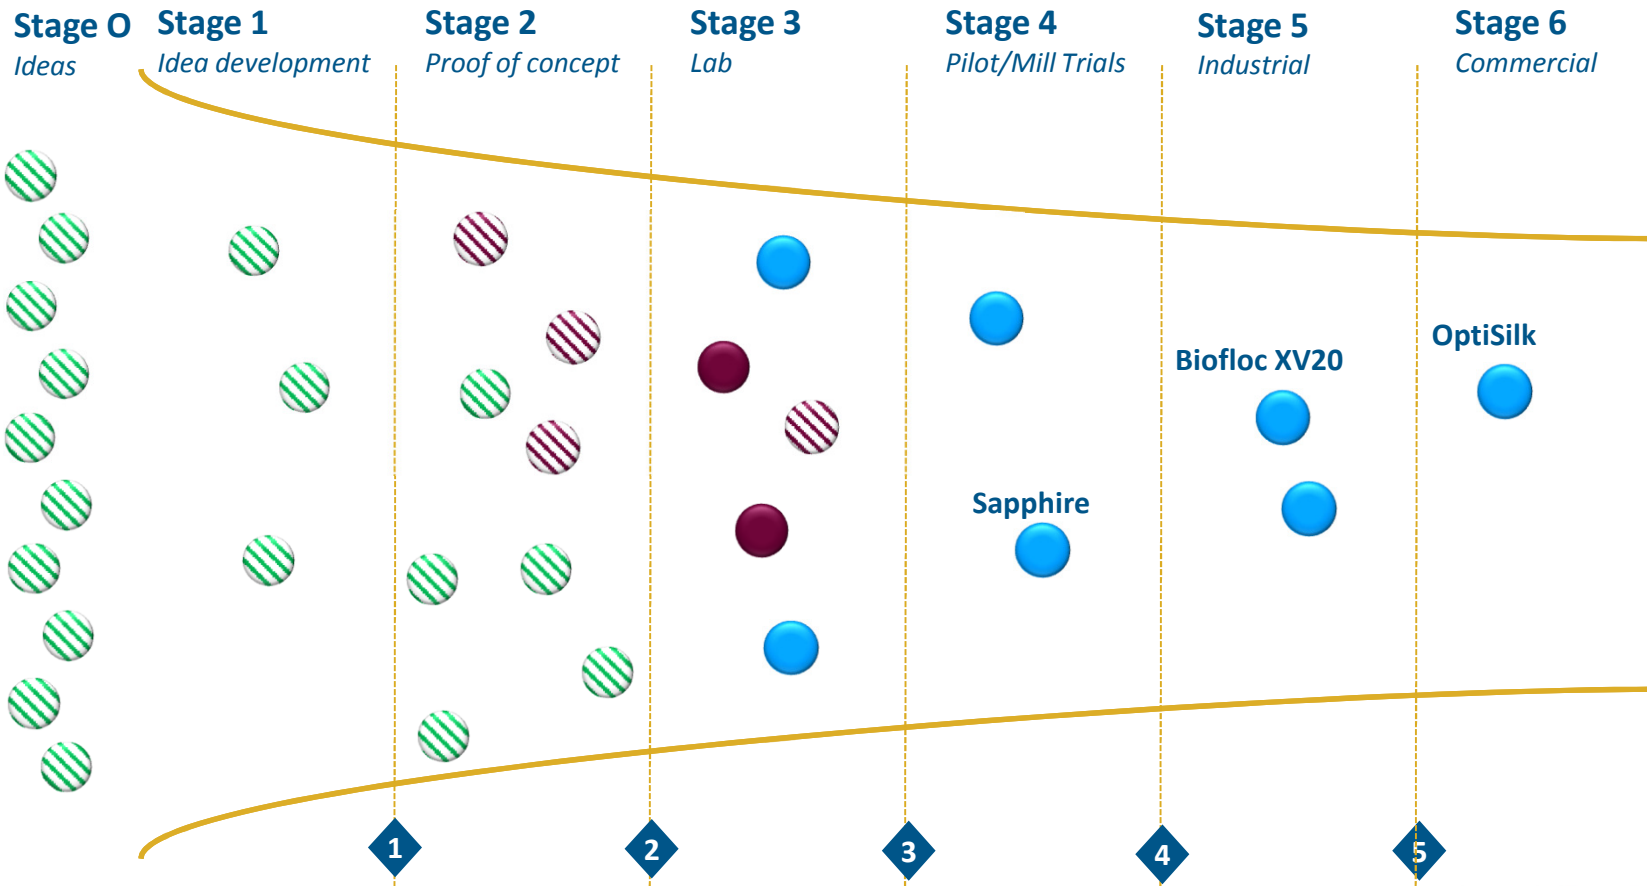 Stage O
Ideas
Stage 1
Idea development
Stage 2
Proof of concept
Stage 3
Lab
Stage 4
Pilot/Mill Trials
Stage 5
Industrial
Stage 6
Commercial
OptiSilk
Biofloc XV20
Sapphire
1
2
3
4
5